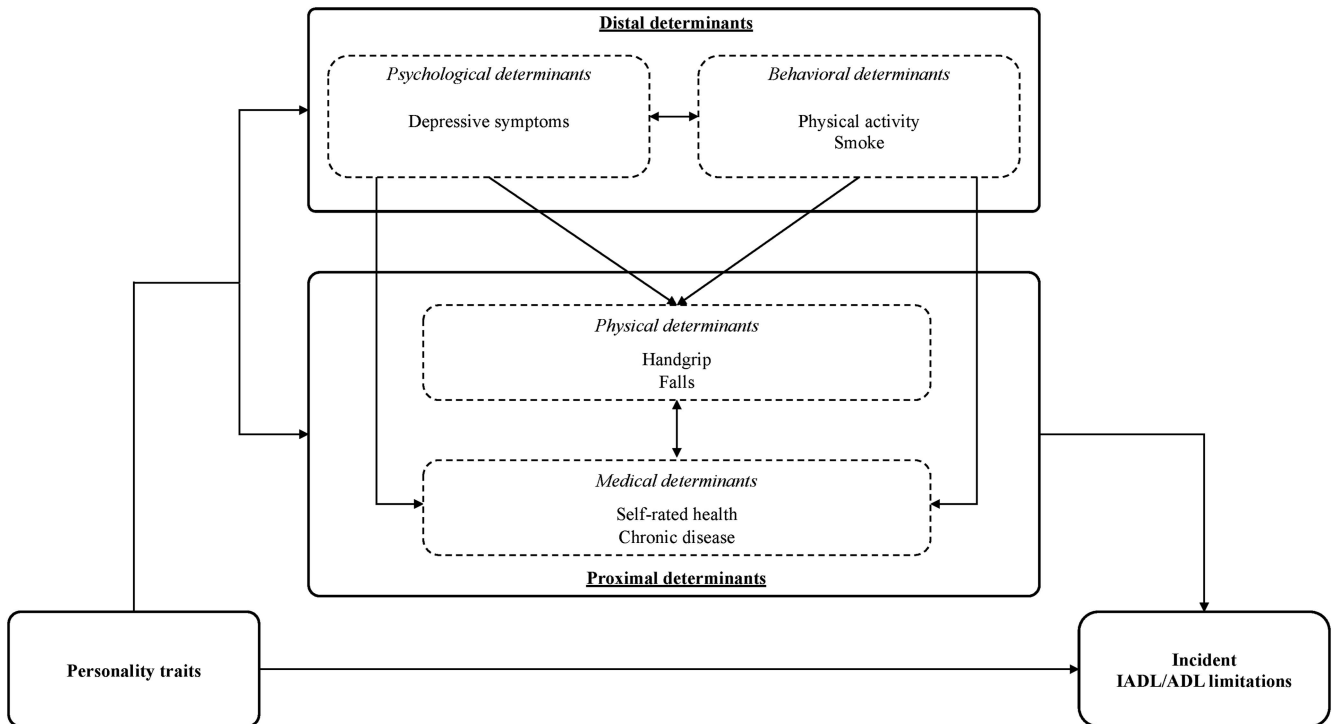 Distal determinants
Psychological determinants
Depressive symptoms
Behavioral determinants
Physical activity
Smoke
Physical determinants
Handgrip
Falls
Medical determinants
Self-rated health
Chronic disease
Proximal determinants
Personality traits
Incident
IADL/ADL limitations